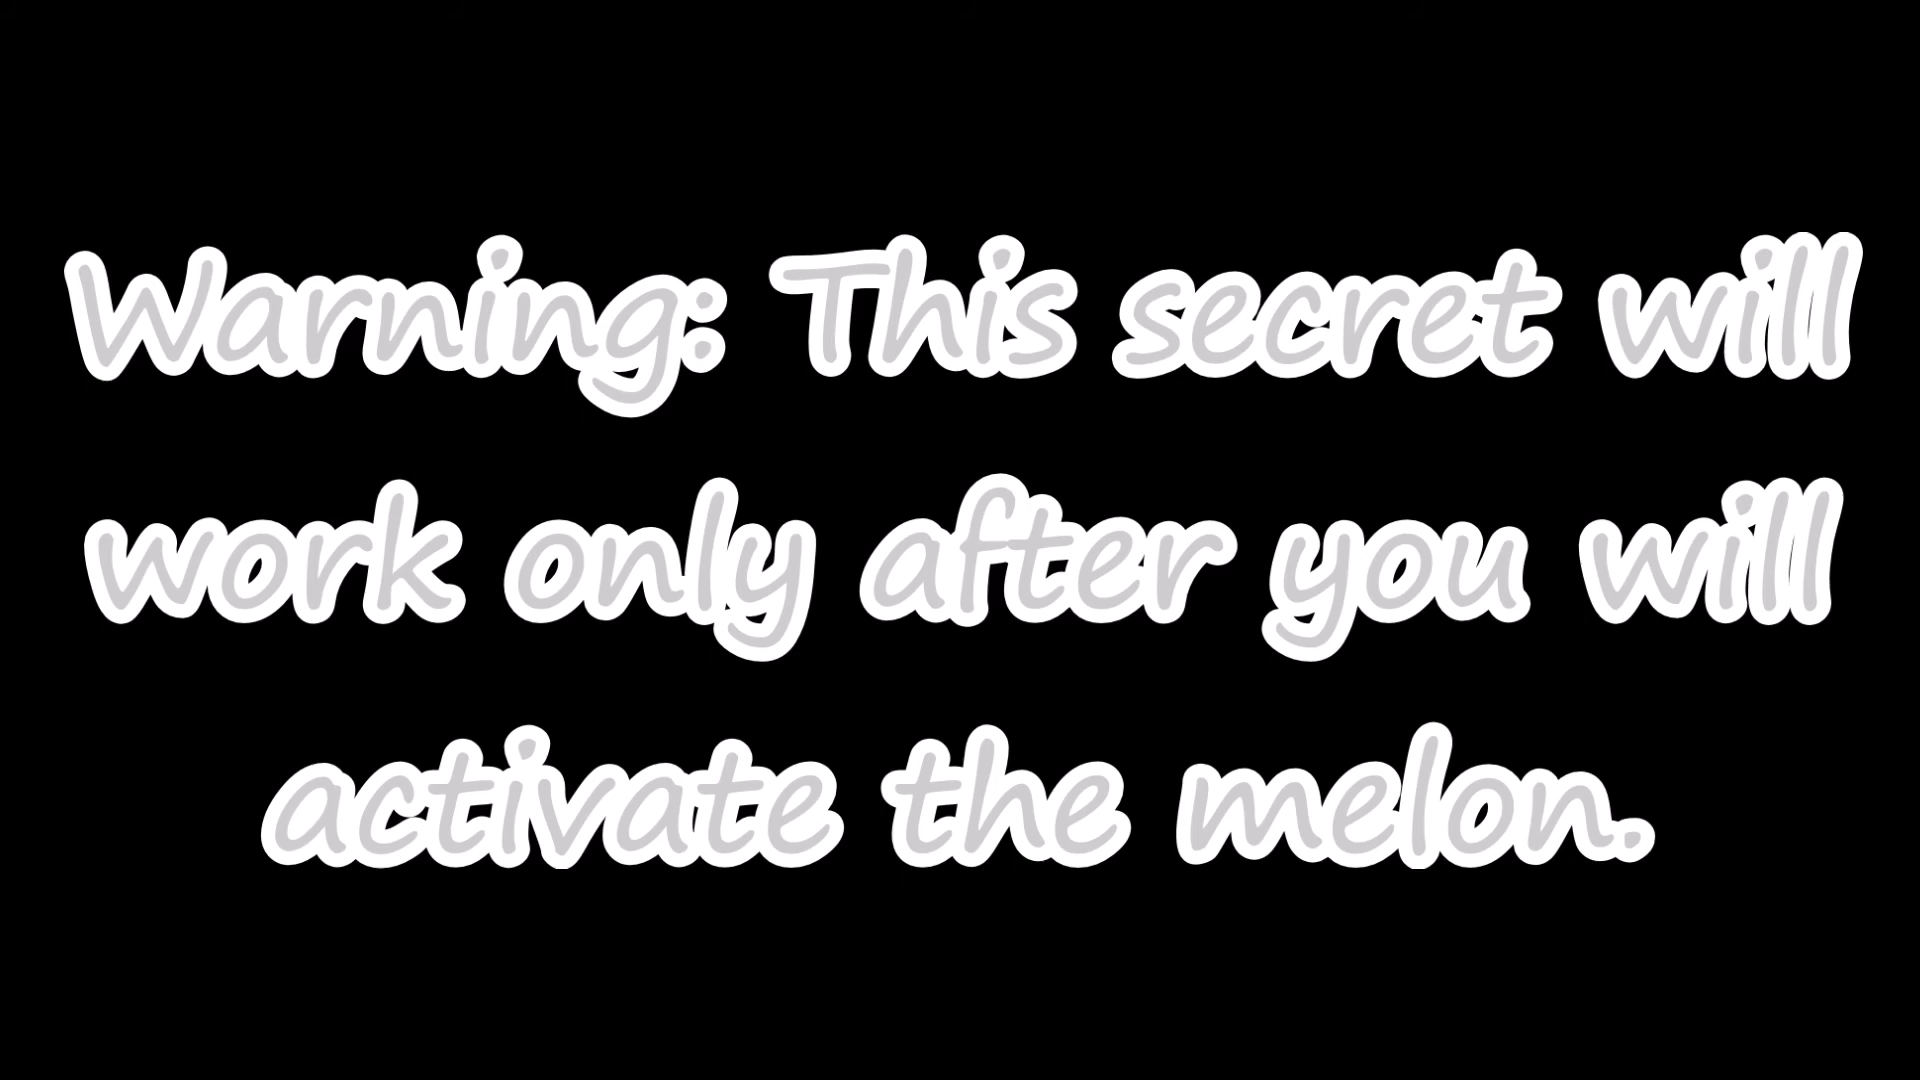 Warning: This secret will
work only after you will
activate the melon.